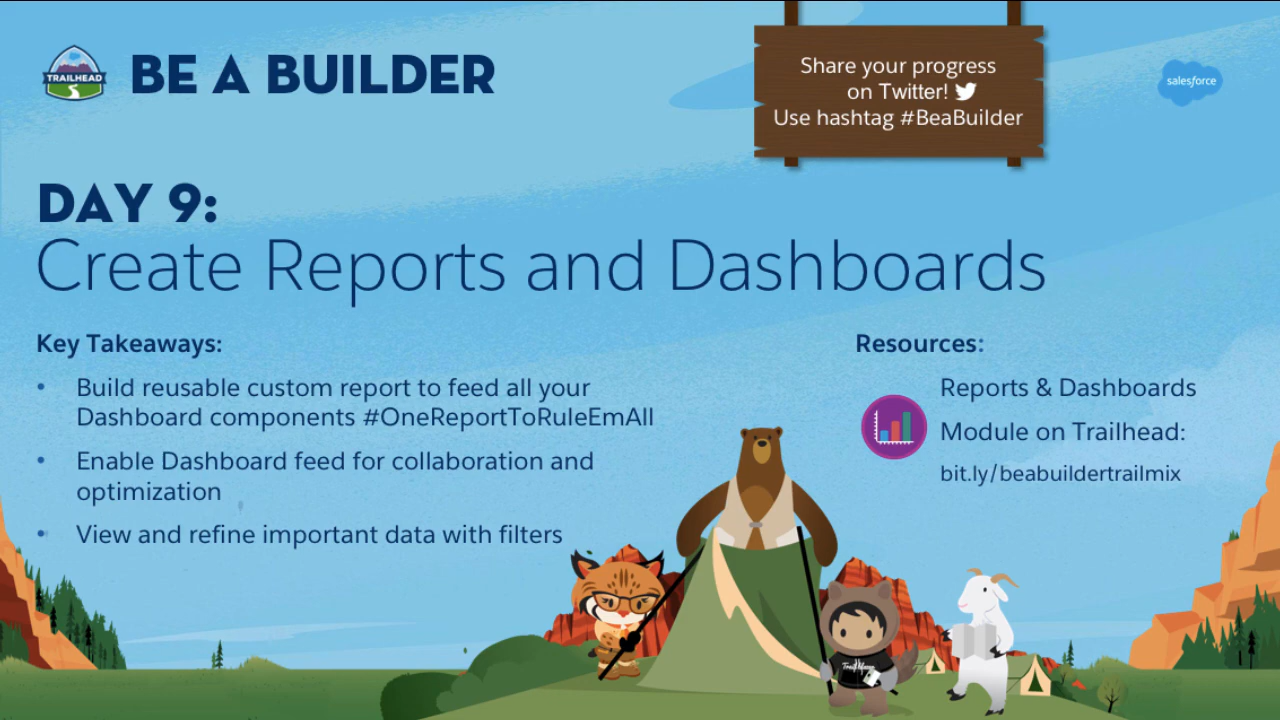 TRAILHEAD
BE A BUILDER
Share your progress
on Twitter!
Use hashtag #BeaBuilder
salesforce
DAY 9:
Create Reports and Dashboards
Key Takeaways:
• Build reusable custom report to feed all your
Dashboard components #OneReportToRuleEmAll
• Enable Dashboard feed for collaboration and
optimization
• View and refine important data with filters
Resources:
Reports & Dashboards
Module on Trailhead:
bit.ly/beabuildertrailmix